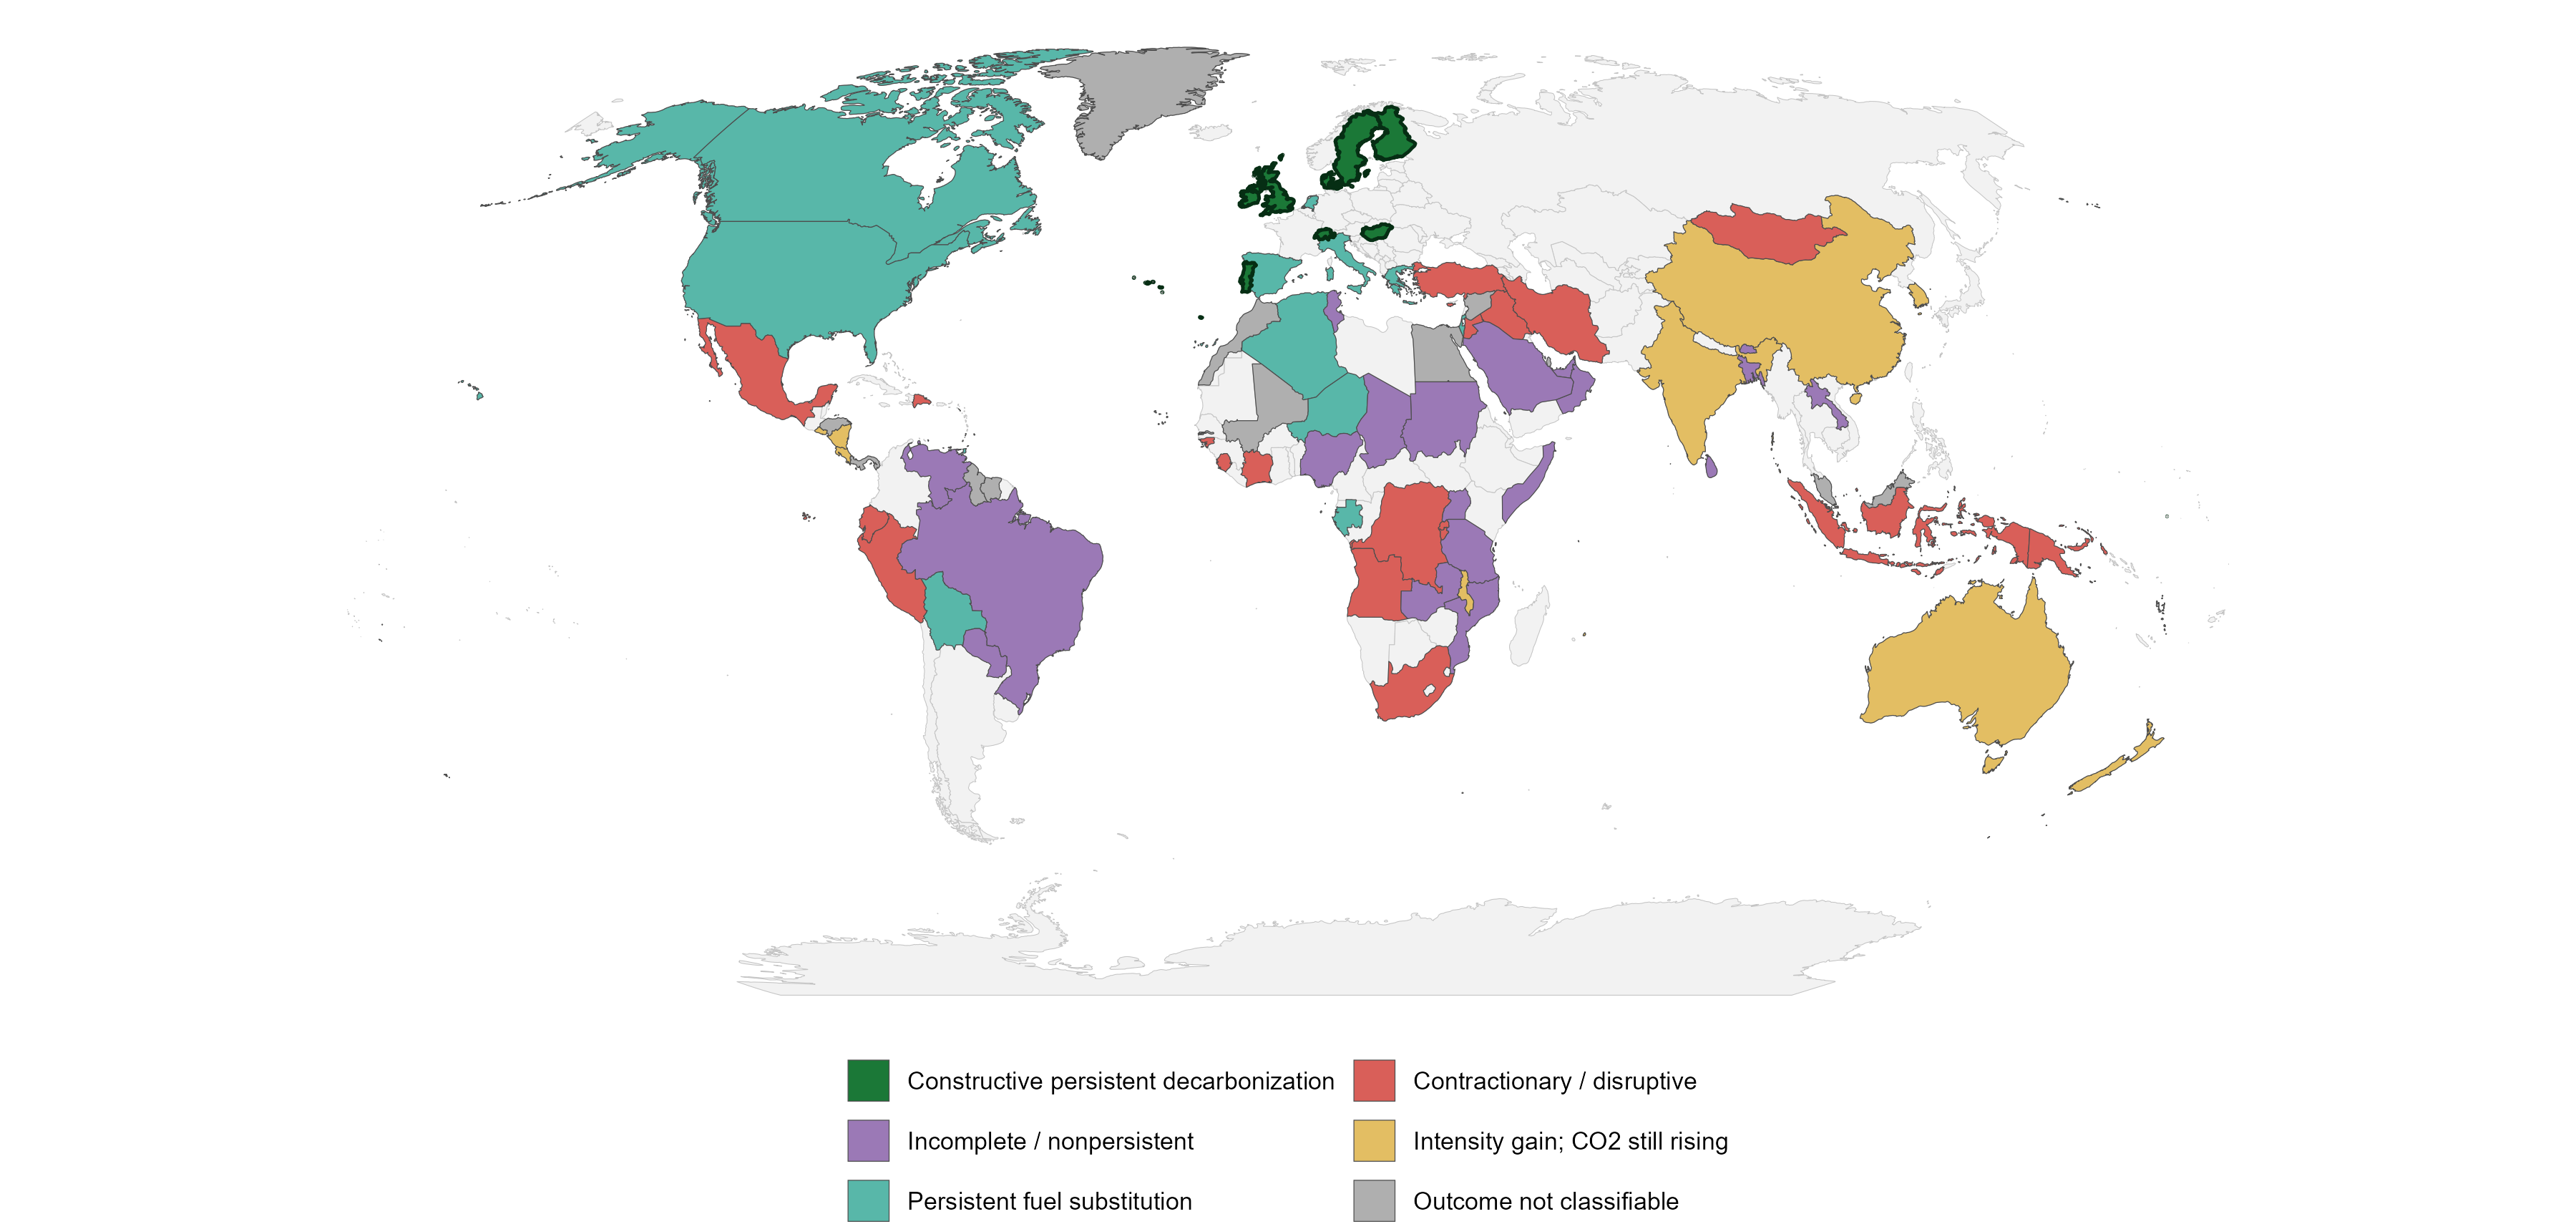 Constructive persistent decarbonization
Contractionary / disruptive
Incomplete / nonpersistent
Intensity gain; CO2 still rising
Persistent fuel substitution
Outcome not classifiable